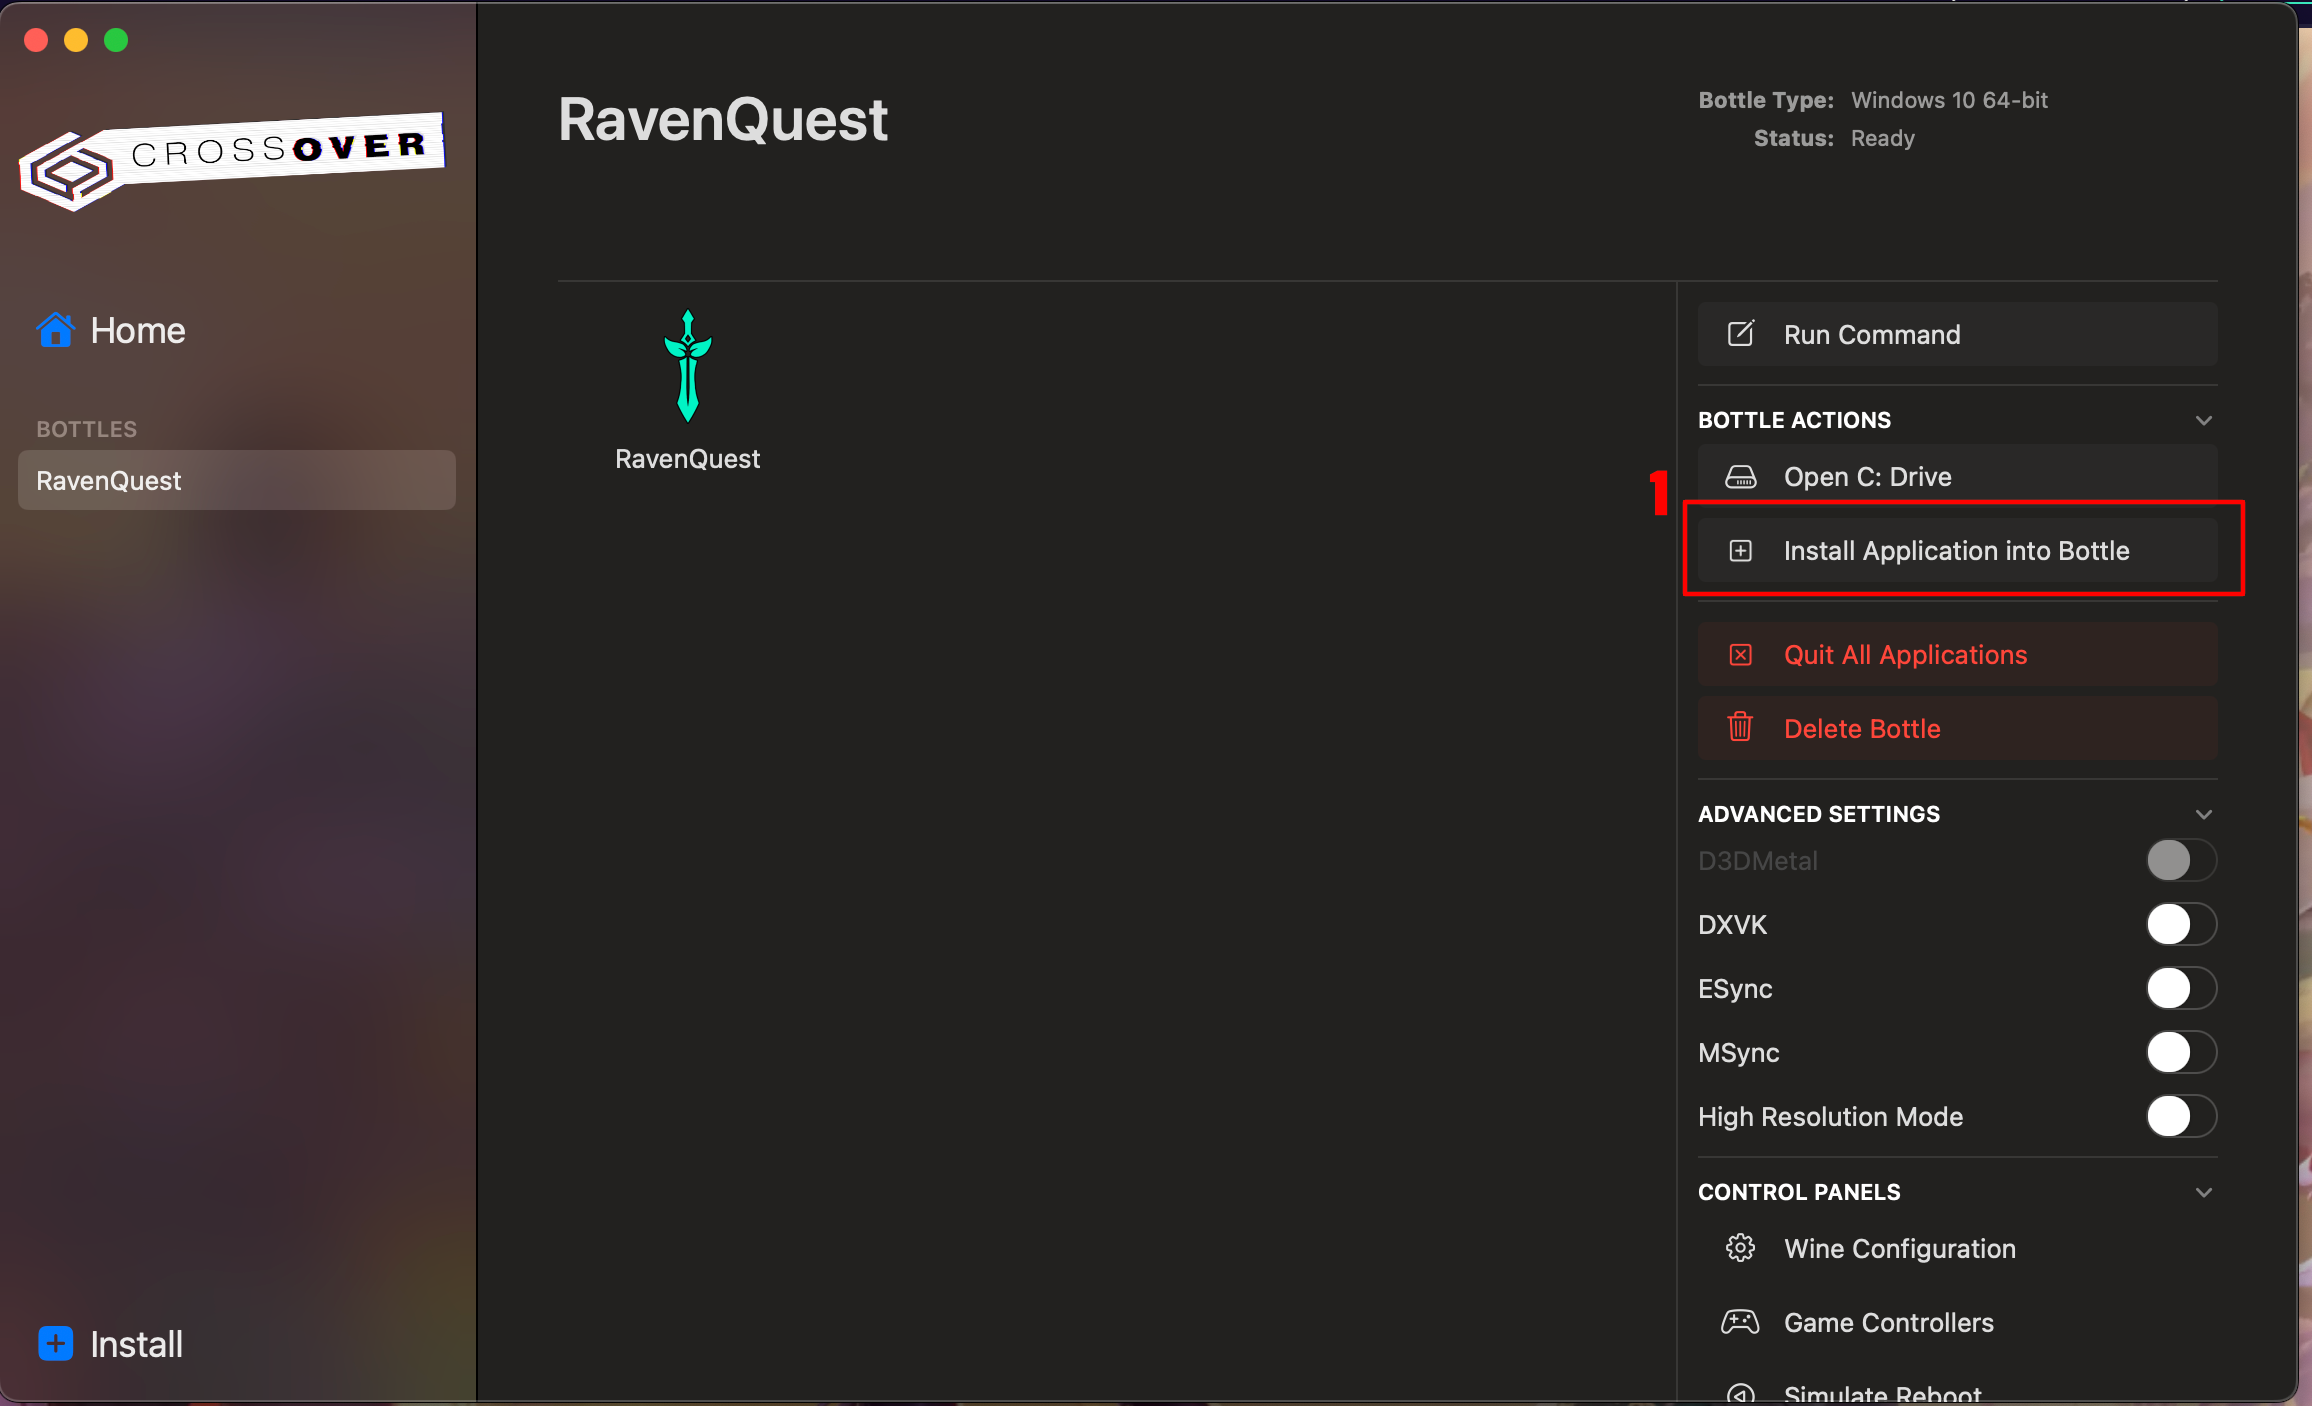 CROSSOVER
Home
BOTTLES
RavenQuest
Install
RavenQuest
Bottle Type: Windows 10 64-bit
Status: Ready
RavenQuest
Run Command
BOTTLE ACTIONS
Open C: Drive
1
Install Application into Bottle
Quit All Applications
Delete Bottle
ADVANCED SETTINGS
D3DMetal
DXVK
ESync
MSync
High Resolution Mode
CONTROL PANELS
Wine Configuration
Game Controllers
Simulate Reboot